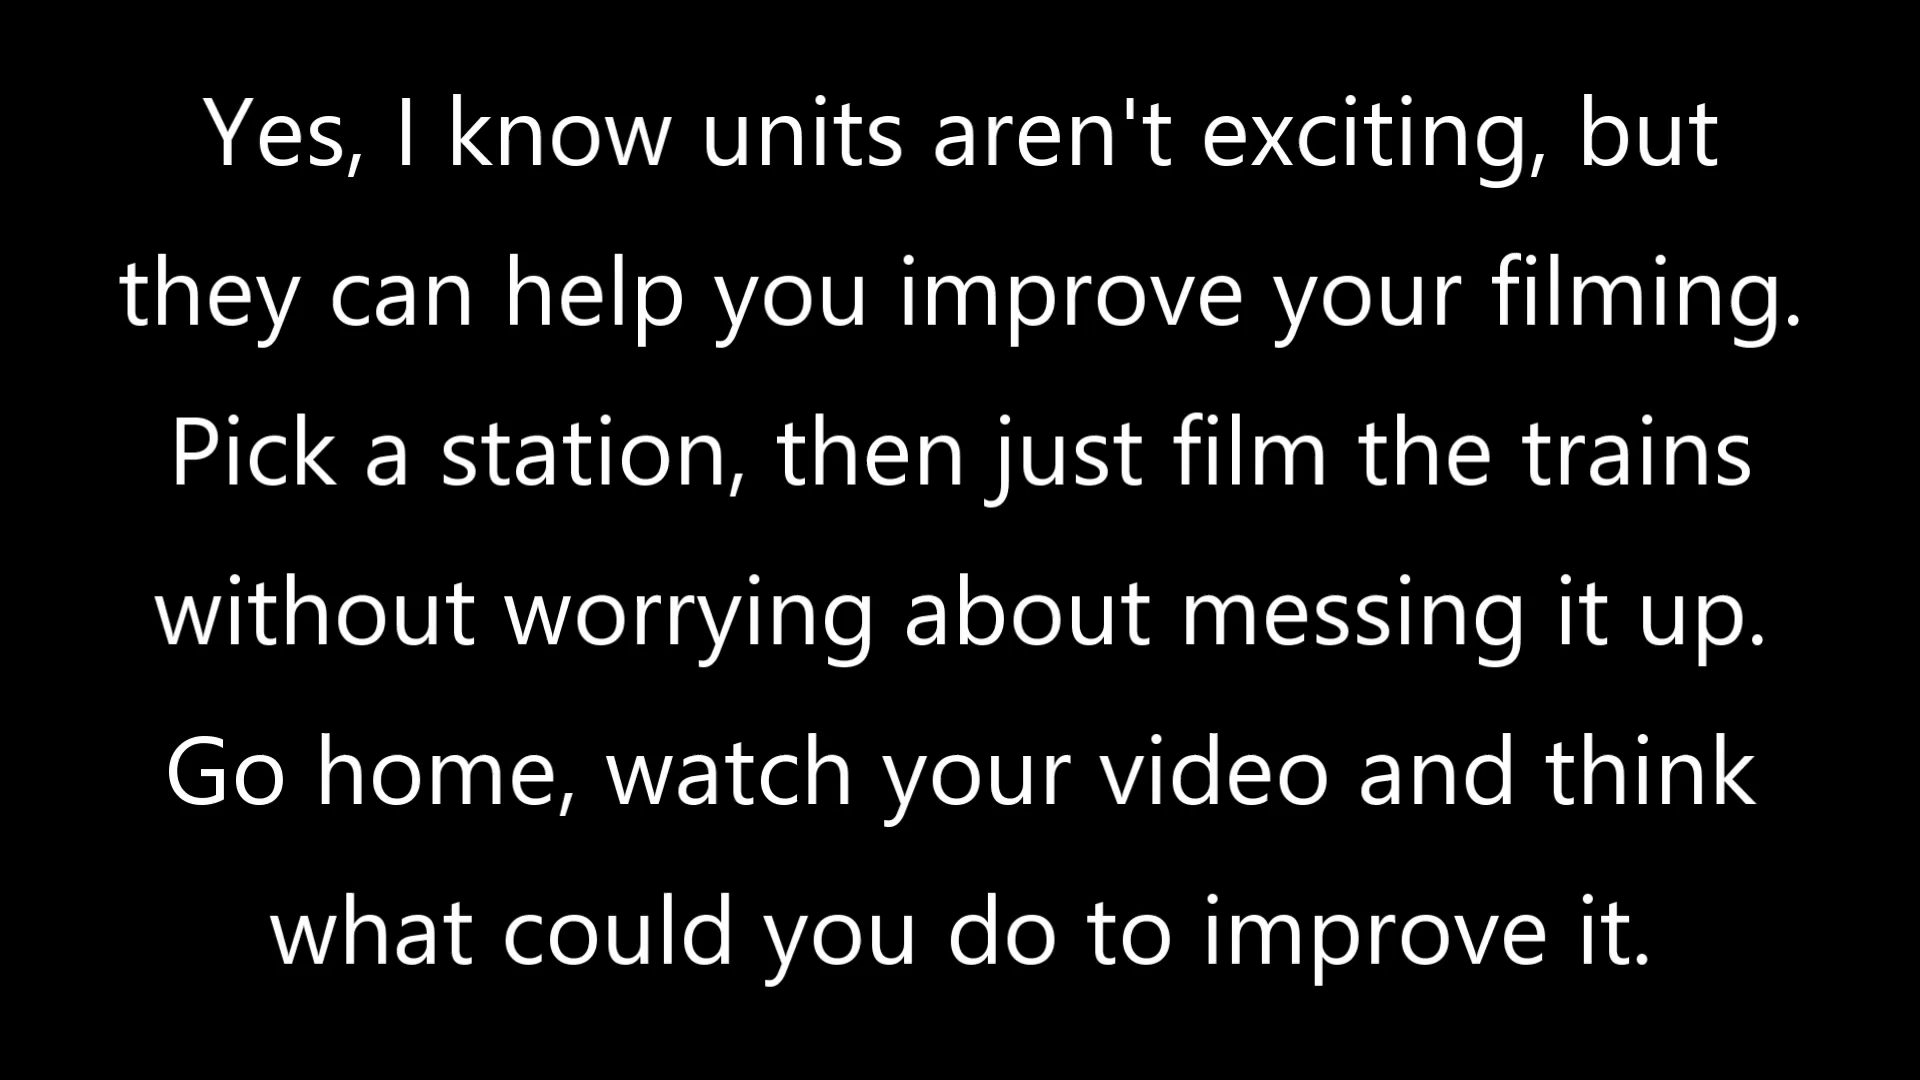 Yes, I know units aren't exciting, but
they can help you improve your filming.
Pick a station, then just film the trains
without worrying about messing it up.
Go home, watch your video and think
what could you do to improve it.